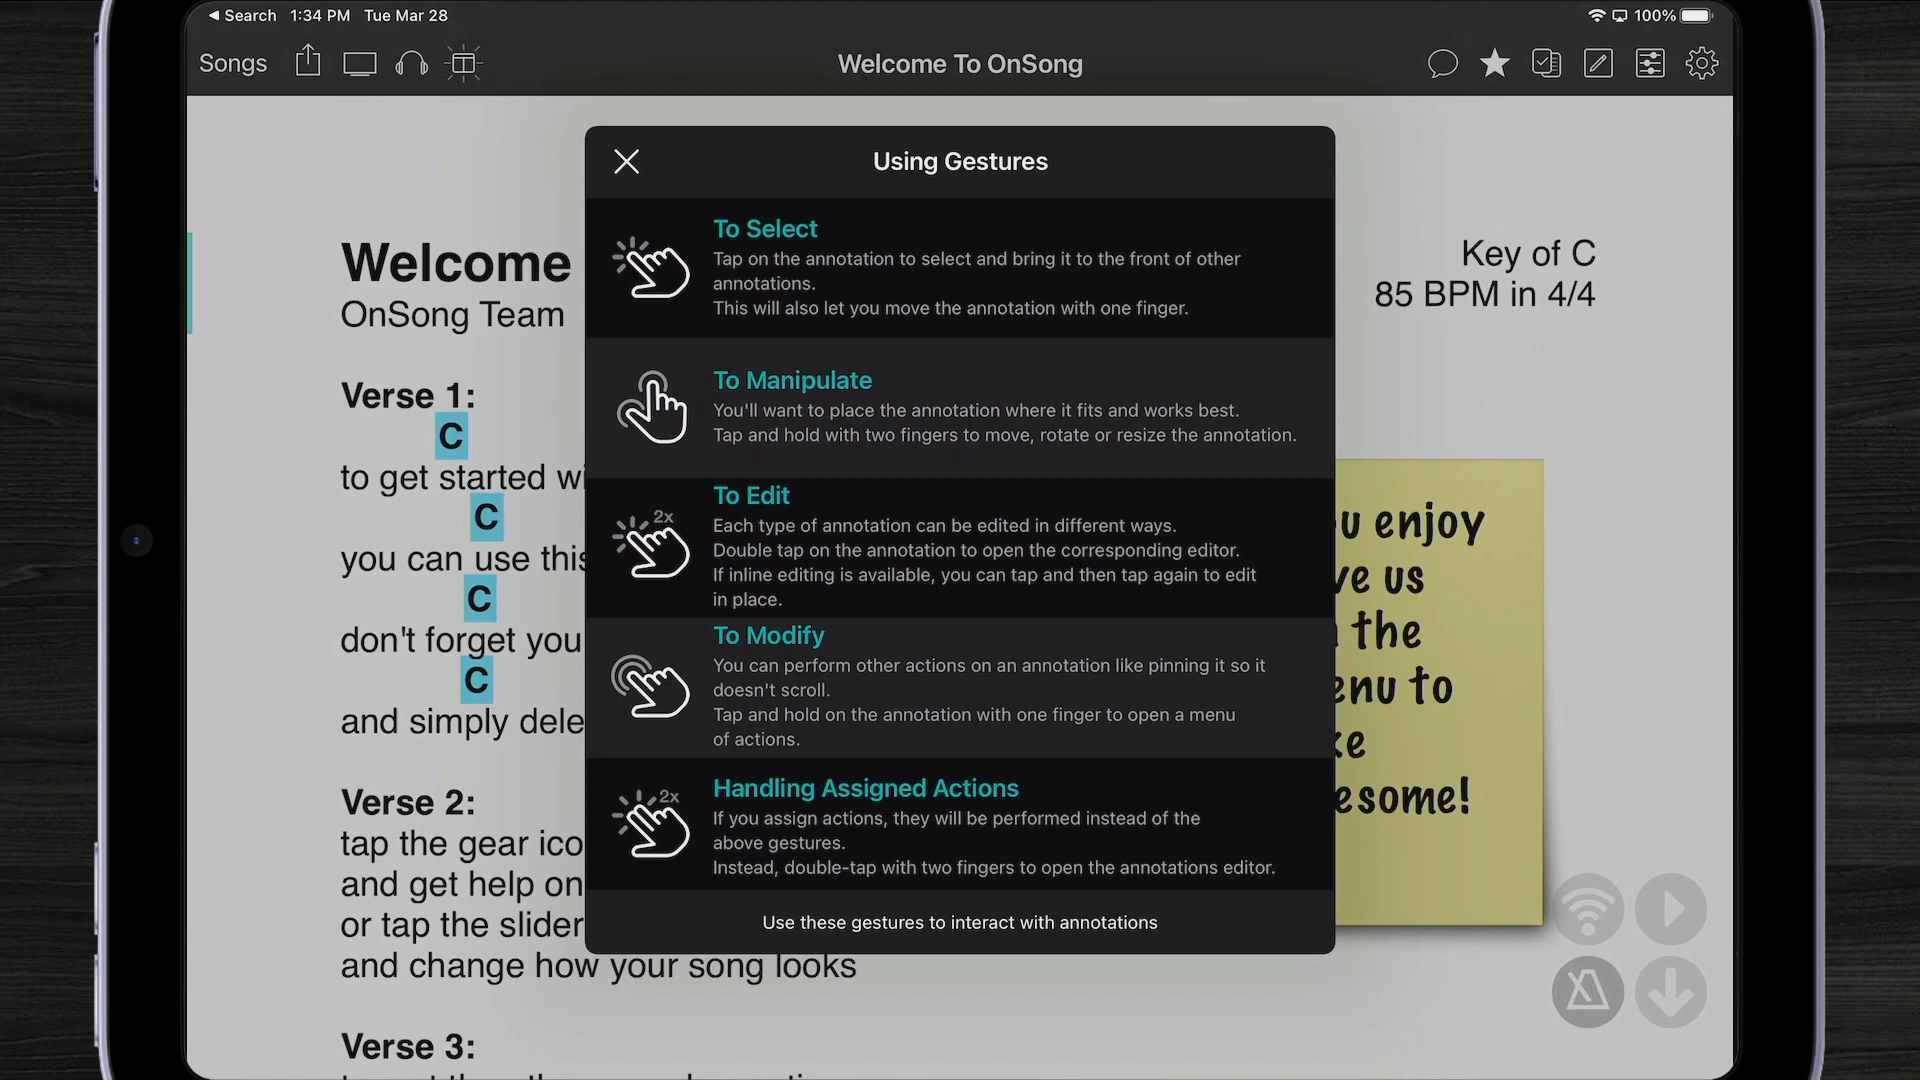 ◀ Search 1:34 PM Tue Mar 28 100%
Songs Welcome To OnSong
Using Gestures
To Select
Tap on the annotation to select and bring it to the front of other
annotations.
This will also let you move the annotation with one finger.
To Manipulate
You'll want to place the annotation where it fits and works best.
Tap and hold with two fingers to move, rotate or resize the annotation.
2x
To Edit
Each type of annotation can be edited in different ways.
Double tap on the annotation to open the corresponding editor.
If inline editing is available, you can tap and then tap again to edit
in place.
To Modify
You can perform other actions on an annotation like pinning it so it
doesn't scroll.
Tap and hold on the annotation with one finger to open a menu
of actions.
2x
Handling Assigned Actions
If you assign actions, they will be performed instead of the
above gestures.
Instead, double-tap with two fingers to open the annotations editor.
Use these gestures to interact with annotations
Welcome
OnSong Team
Key of C
85 BPM in 4/4
Verse 1:
C
to get started
C
you can use this
C
don't forget you
C
and simply
Verse 2:
tap the gear
and get help on
or tap the slider
and change how your song looks
Verse 3:
enjoy
us
the
to